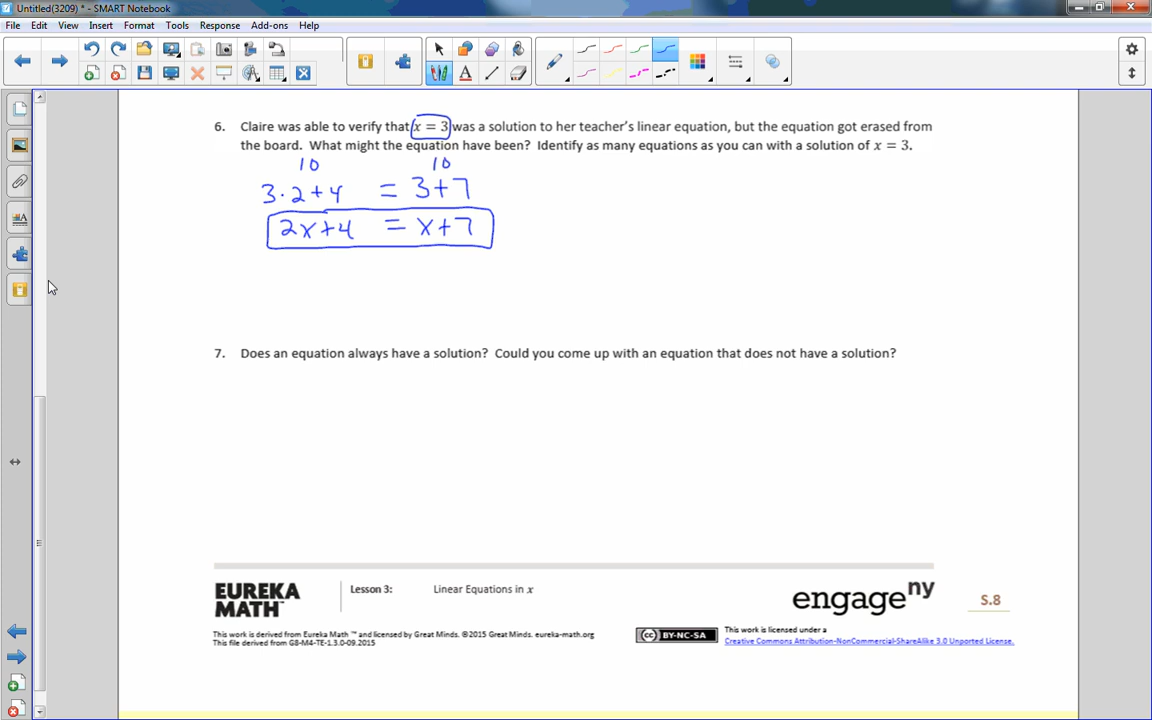 Untitled(3209) * - SMART Notebook
File Edit View Insert Format Tools Response Add-ons Help
6. Claire was able to verify that x = 3 was a solution to her teacher's linear equation, but the equation got erased from
the board. What might the equation have been? Identify as many equations as you can with a solution of x = 3.
10 10
3·2+4 = 3+7
2x+4 = x+7
7. Does an equation always have a solution? Could you come up with an equation that does not have a solution?
EUREKA
MATH™
Lesson 3: Linear Equations in x
engage ny
S.8
This work is derived from Eureka Math ™ and licensed by Great Minds. ©2015 Great Minds. eureka-math.org
This file derived from G8-M4-TE-1.3.0-09.2015
cc BY-NC-SA
This work is licensed under a
Creative Commons Attribution-NonCommercial-ShareAlike 3.0 Unported License.